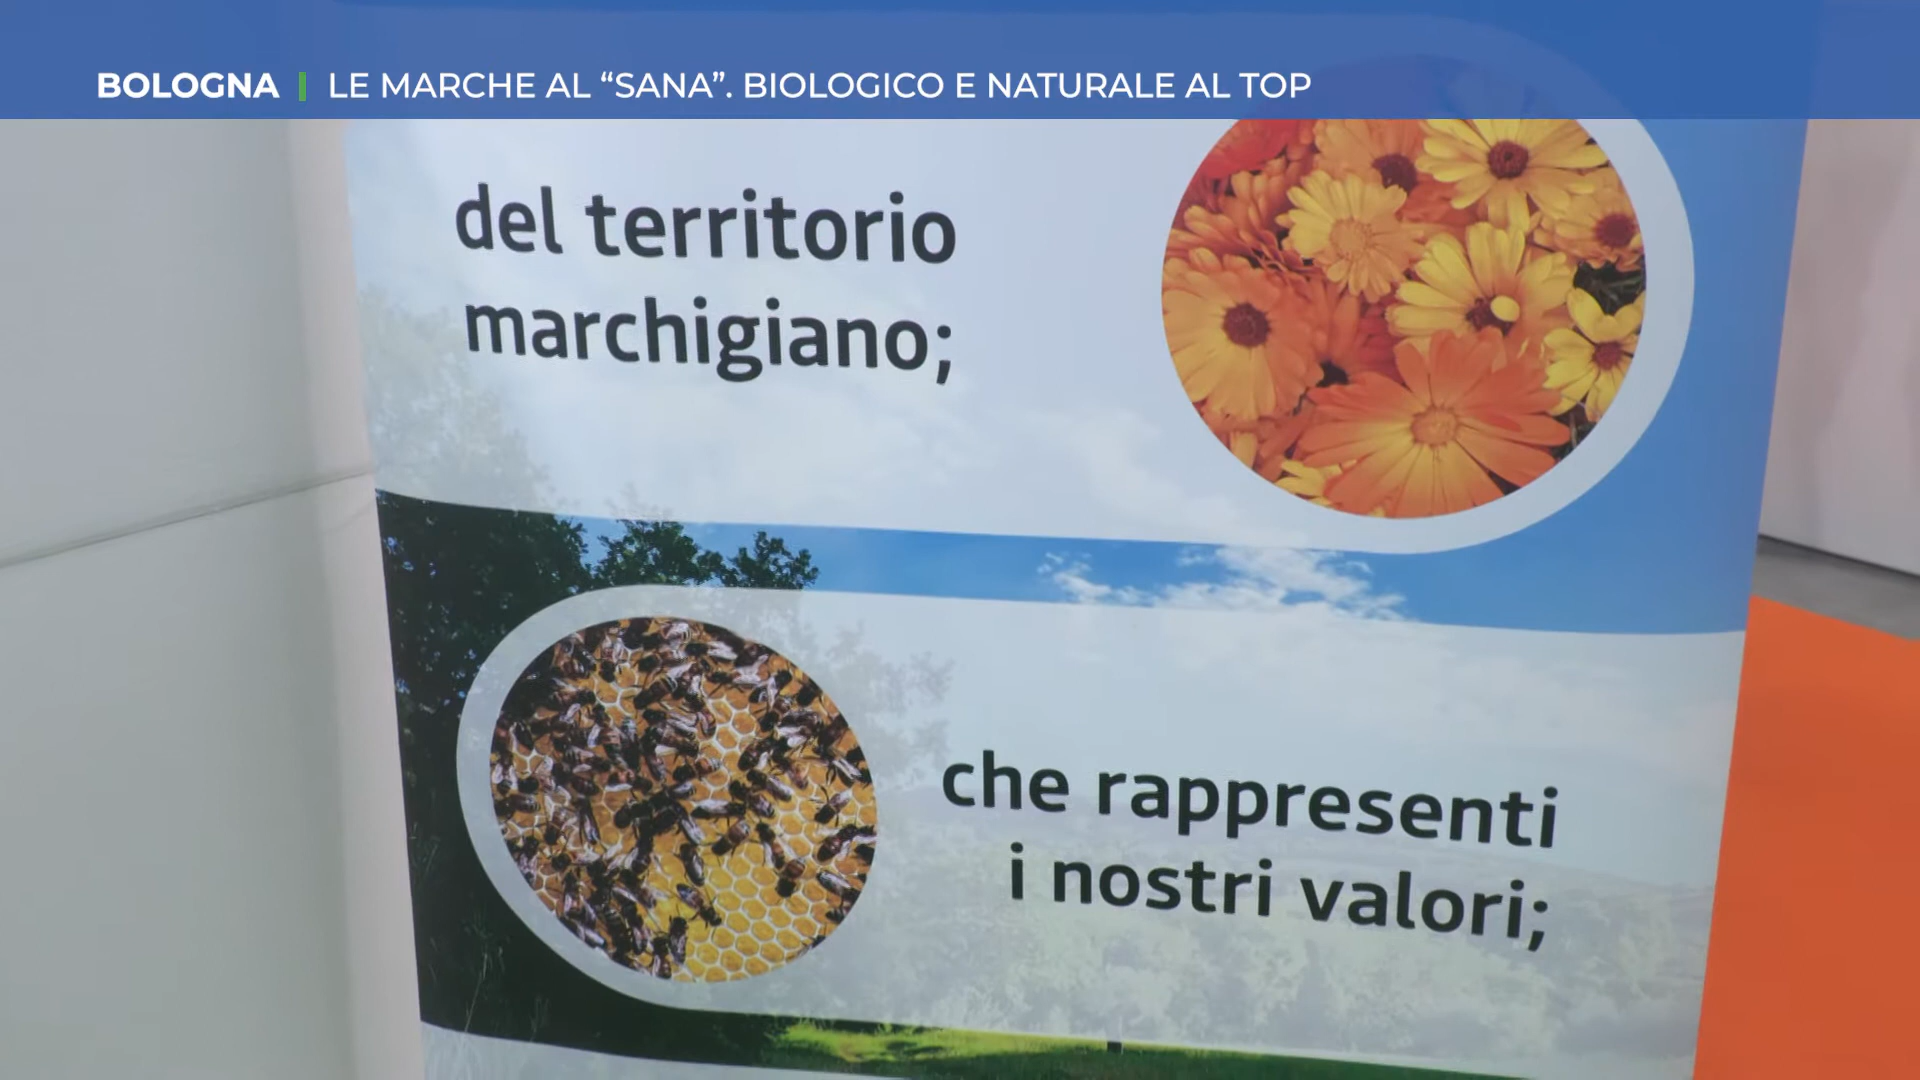 BOLOGNA | LE MARCHE AL “SANA”. BIOLOGICO E NATURALE AL TOP
del territorio
marchigiano;
che rappresenti
i nostri valori;